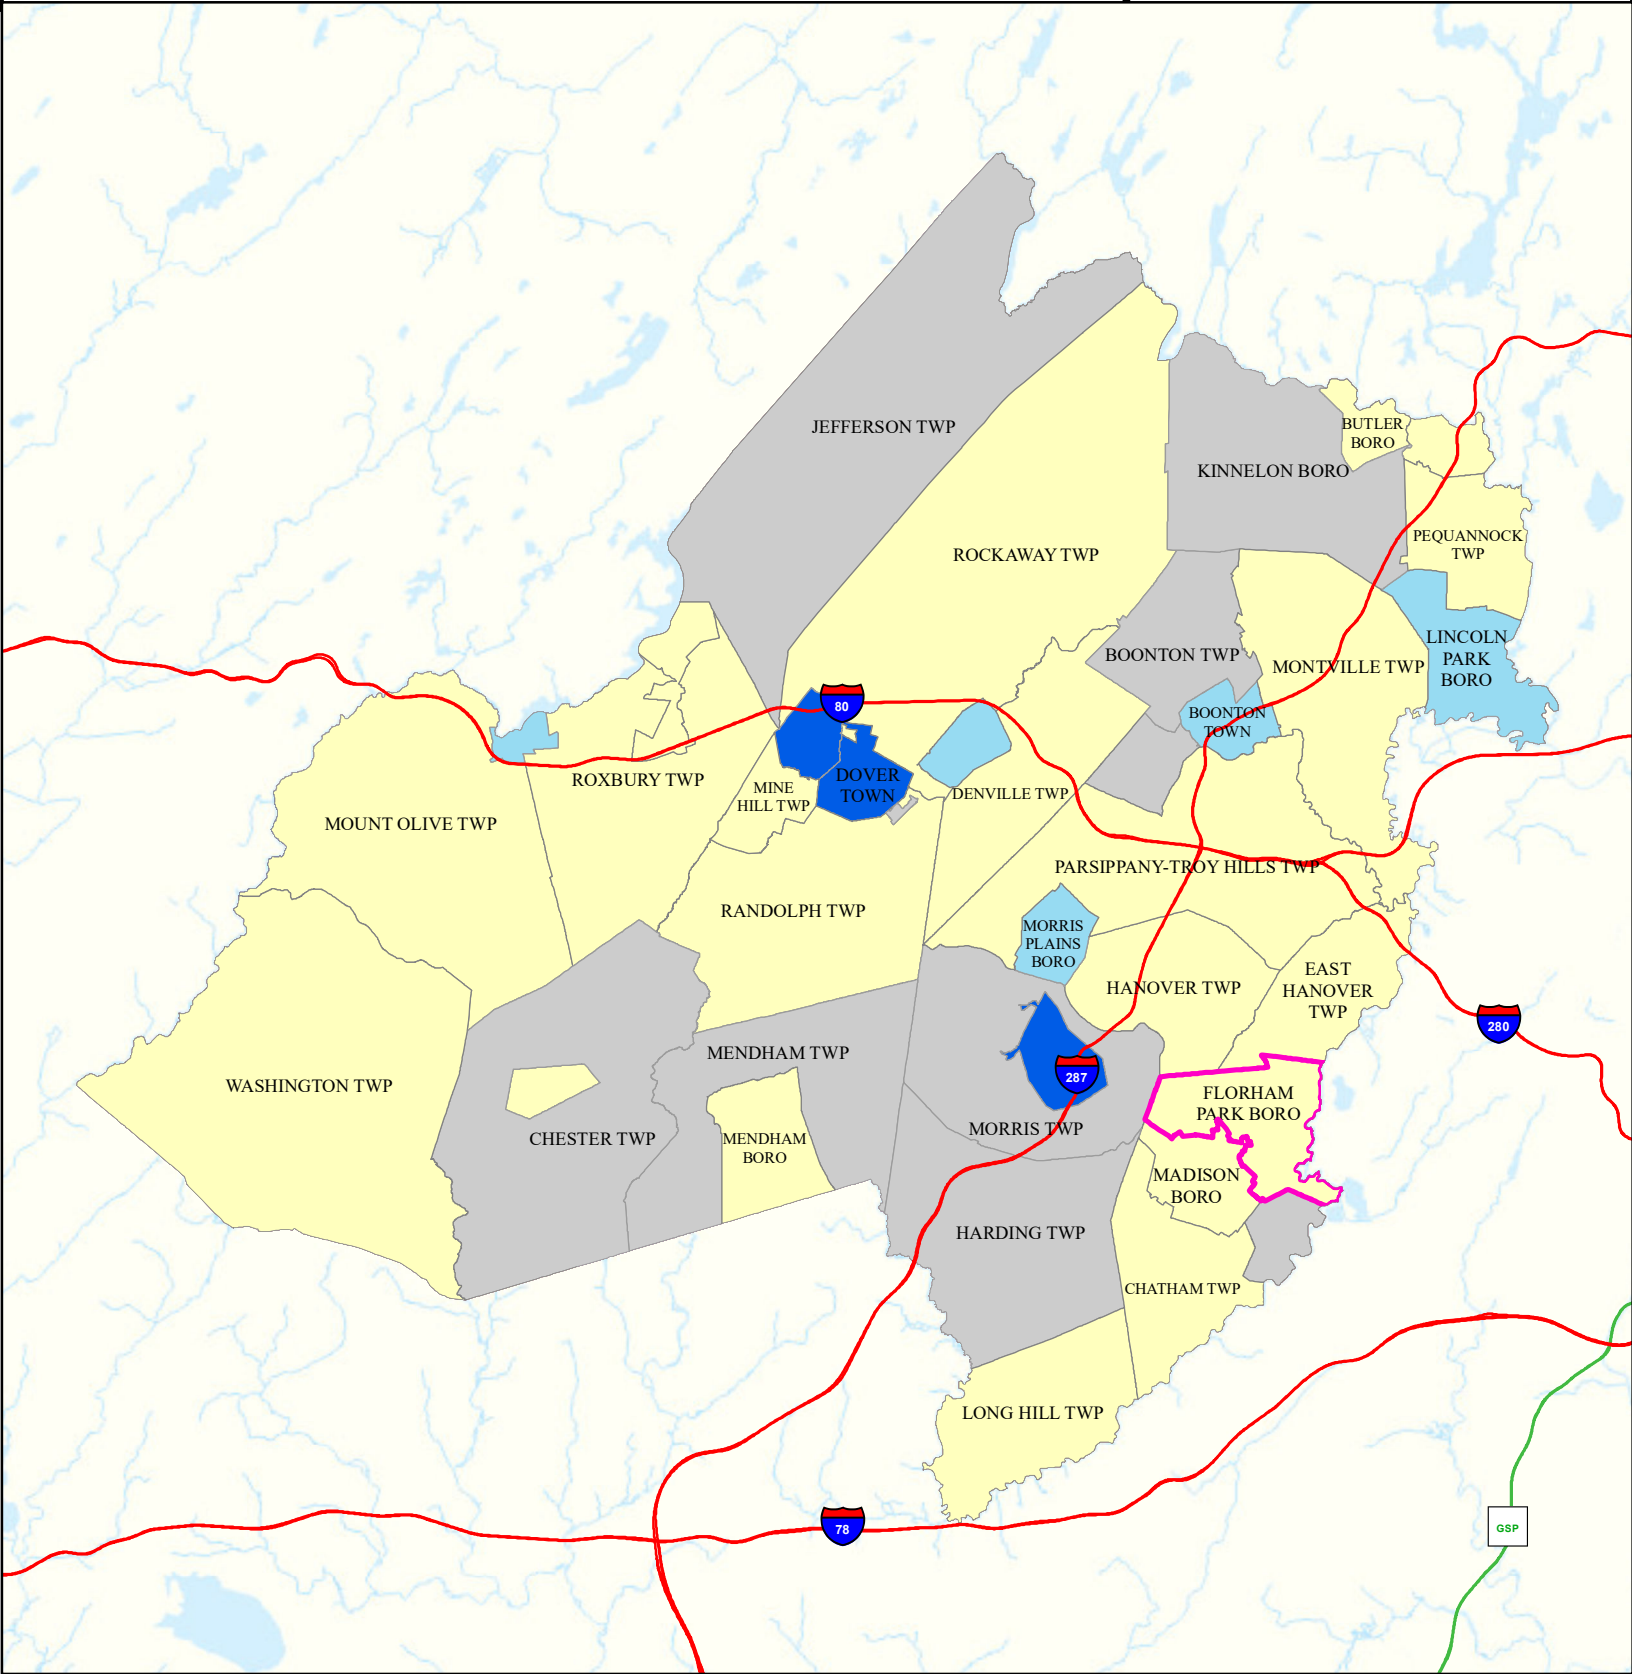 JEFFERSON TWP
BUTLER
BORO
KINNELON BORO
PEQUANNOCK
TWP
ROCKAWAY TWP
LINCOLN
PARK
BORO
BOONTON TWP
MONTVILLE TWP
80
BOONTON
TOWN
ROXBURY TWP
DOVER
TOWN
MINE
HILL TWP
DENVILLE TWP
MOUNT OLIVE TWP
PARSIPPANY-TROY HILLS TWP
RANDOLPH TWP
MORRIS
PLAINS
BORO
EAST
HANOVER
TWP
HANOVER TWP
280
MENDHAM TWP
287
WASHINGTON TWP
FLORHAM
PARK BORO
MORRIS TWP
CHESTER TWP
MENDHAM
BORO
MADISON
BORO
HARDING TWP
CHATHAM TWP
LONG HILL TWP
78
GSP